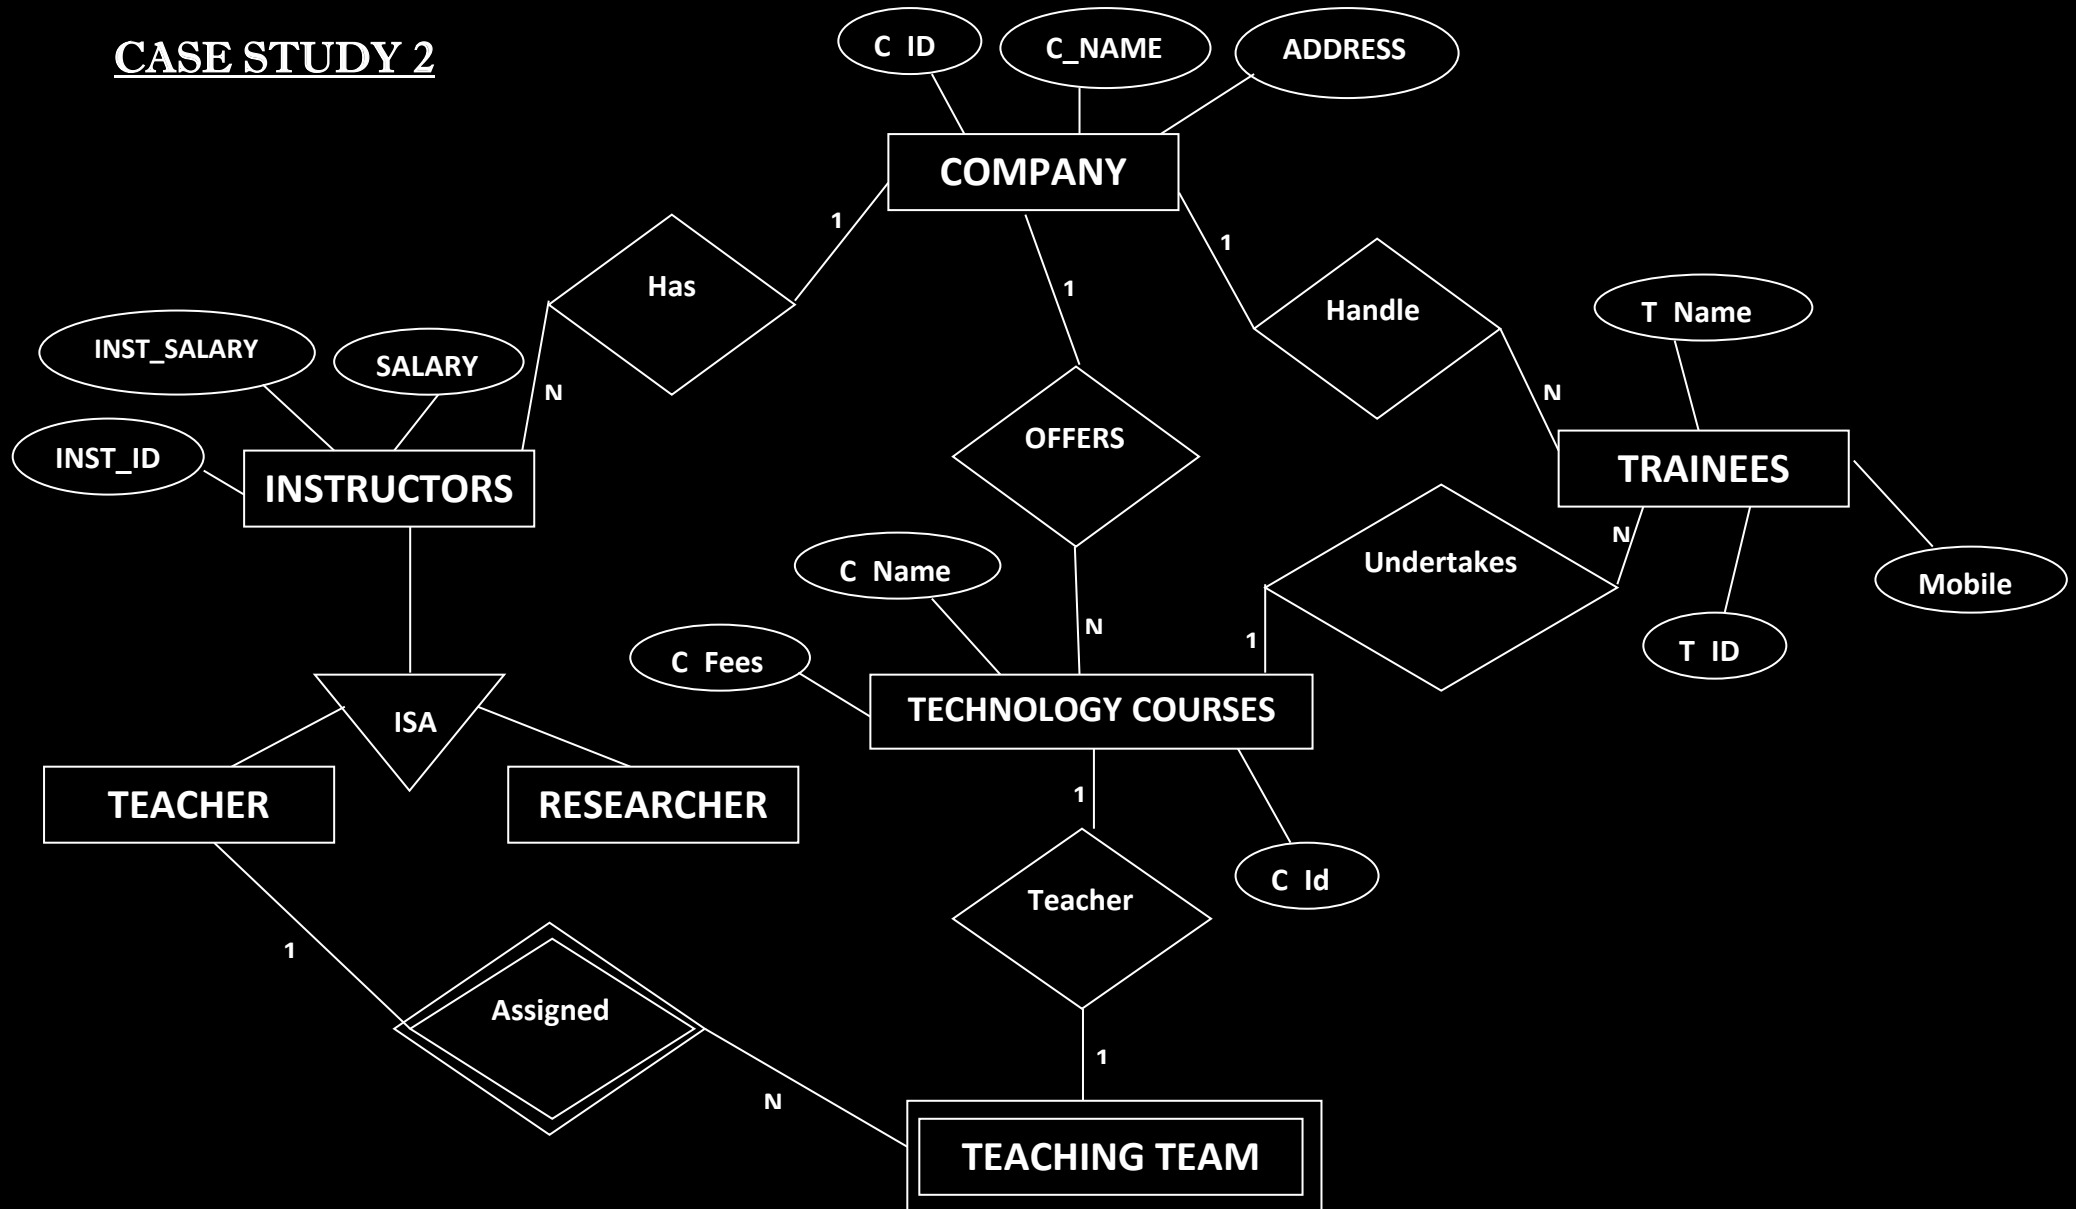 CASE STUDY 2
C ID
C_NAME
ADDRESS
COMPANY
1
1
Has
1
Handle
T Name
INST_SALARY
SALARY
N
N
OFFERS
INST_ID
INSTRUCTORS
TRAINEES
N
Undertakes
C Name
Mobile
N
1
T ID
C Fees
TECHNOLOGY COURSES
ISA
1
TEACHER
RESEARCHER
C Id
Teacher
1
Assigned
1
N
TEACHING TEAM